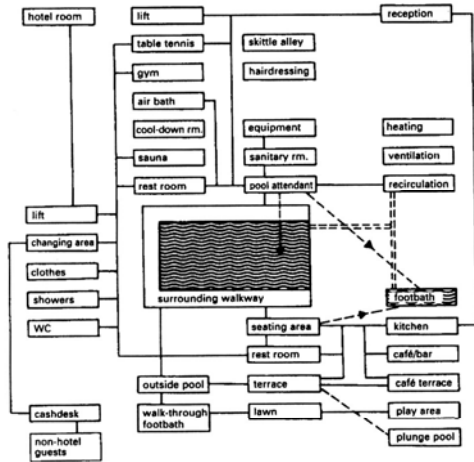 hotel room
lift
reception
table tennis
skittle alley
gym
hairdressing
air bath
cool-down rm.
equipment
heating
sauna
sanitary rm.
ventilation
rest room
pool attendant
recirculation
lift
changing area
clothes
showers
surrounding walkway
footbath
WC
seating area
kitchen
rest room
café/bar
outside pool
terrace
café terrace
cashdesk
walk-through
footbath
lawn
play area
non-hotel
guests
plunge pool